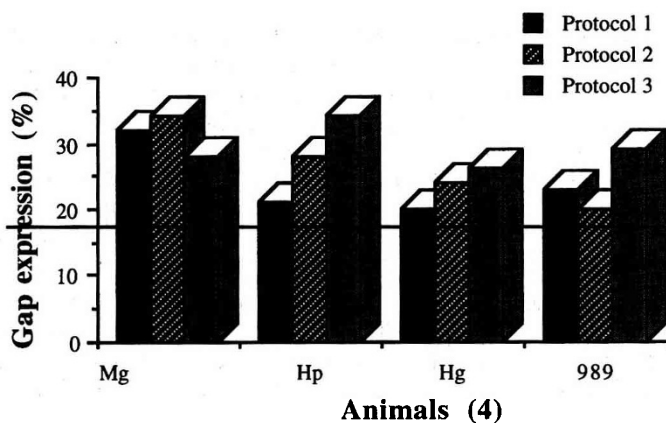 Protocol 1
Protocol 2
Protocol 3
Gap expression (%)
40
30
20
10
0
Mg Hp Hg 989
Animals (4)